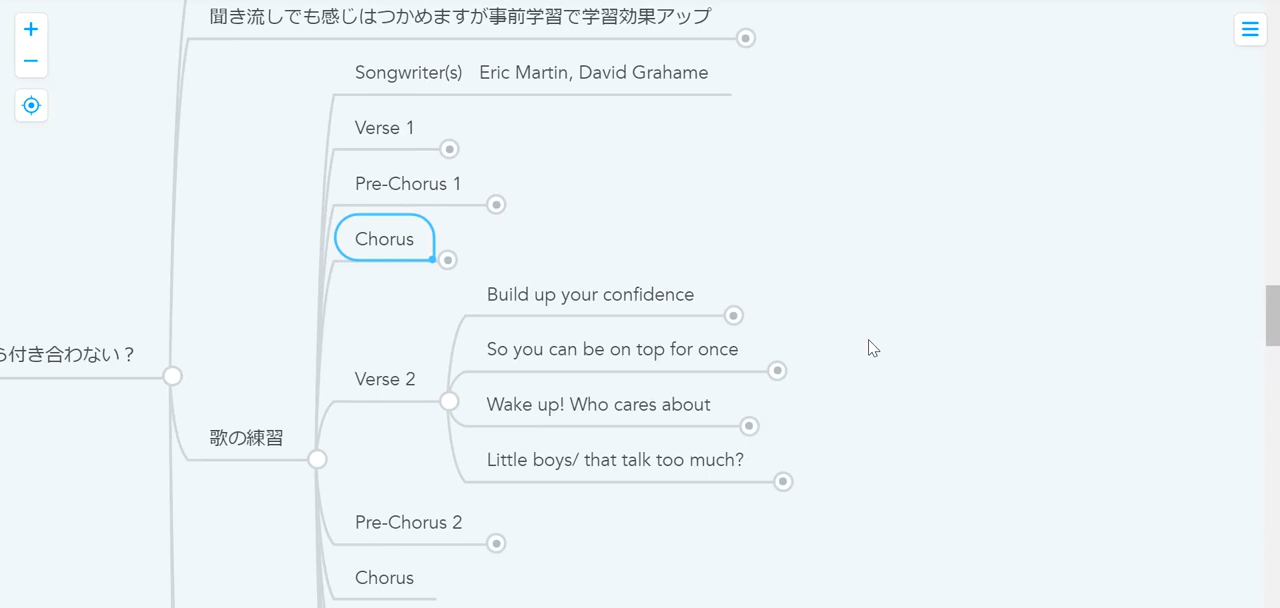 聞き流しでも感じはつかめますが事前学習で学習効果アップ
Songwriter(s) Eric Martin, David Grahame
Verse 1
Pre-Chorus 1
Chorus
Build up your confidence
So you can be on top for once
Verse 2
Wake up! Who cares about
Little boys/ that talk too much?
ら付き合わない？
歌の練習
Pre-Chorus 2
Chorus